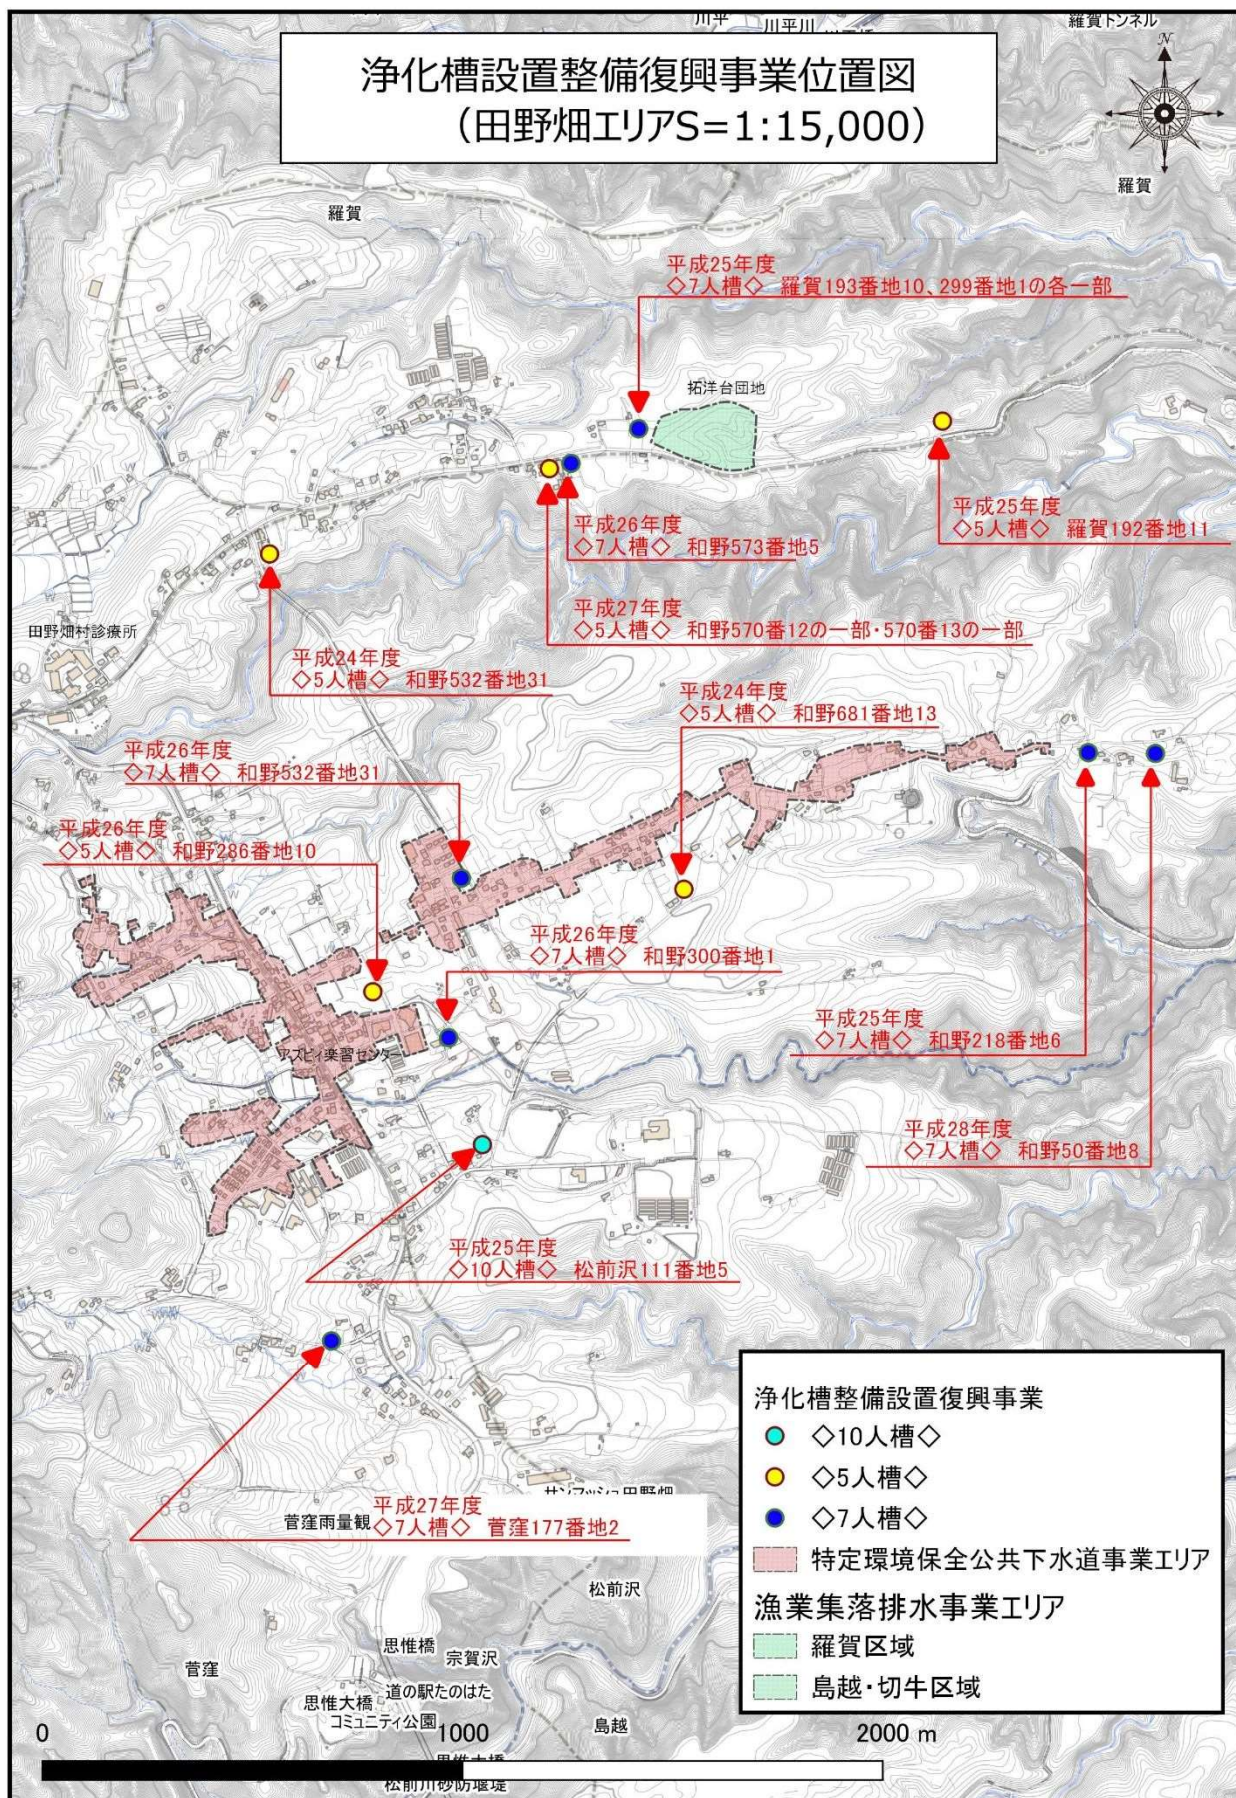 川平
川平川
羅賀トンネル
浄化槽設置整備復興事業位置図
(田野畑エリアS=1:15,000)
N
羅賀
羅賀
平成25年度
◇7人槽◇ 羅賀193番地10、299番地1の各一部
拓洋台団地
平成25年度
◇5人槽◇ 羅賀192番地11
平成26年度
◇7人槽◇ 和野573番地5
平成27年度
◇5人槽◇ 和野570番12の一部・570番13の一部
田野畑村診療所
平成24年度
◇5人槽◇ 和野532番地31
平成24年度
◇5人槽◇ 和野681番地13
平成26年度
◇7人槽◇ 和野532番地31
平成26年度
◇5人槽◇ 和野286番地10
平成26年度
◇7人槽◇ 和野300番地1
平成25年度
◇7人槽◇ 和野218番地6
アズビィ楽習センター
平成28年度
◇7人槽◇ 和野50番地8
平成25年度
◇10人槽◇ 松前沢111番地5
サンマッシュ田野畑
平成27年度
◇7人槽◇ 菅窪177番地2
菅窪雨量観
松前沢
思惟橋
宗賀沢
菅窪
道の駅たのはた
思惟大橋
コミュニティ公園
島越
思惟大橋
松前川砂防堰堤
浄化槽整備設置復興事業
◇10人槽◇
◇5人槽◇
◇7人槽◇
特定環境保全公共下水道事業エリア
漁業集落排水事業エリア
羅賀区域
島越・切牛区域
0 1000 2000 m